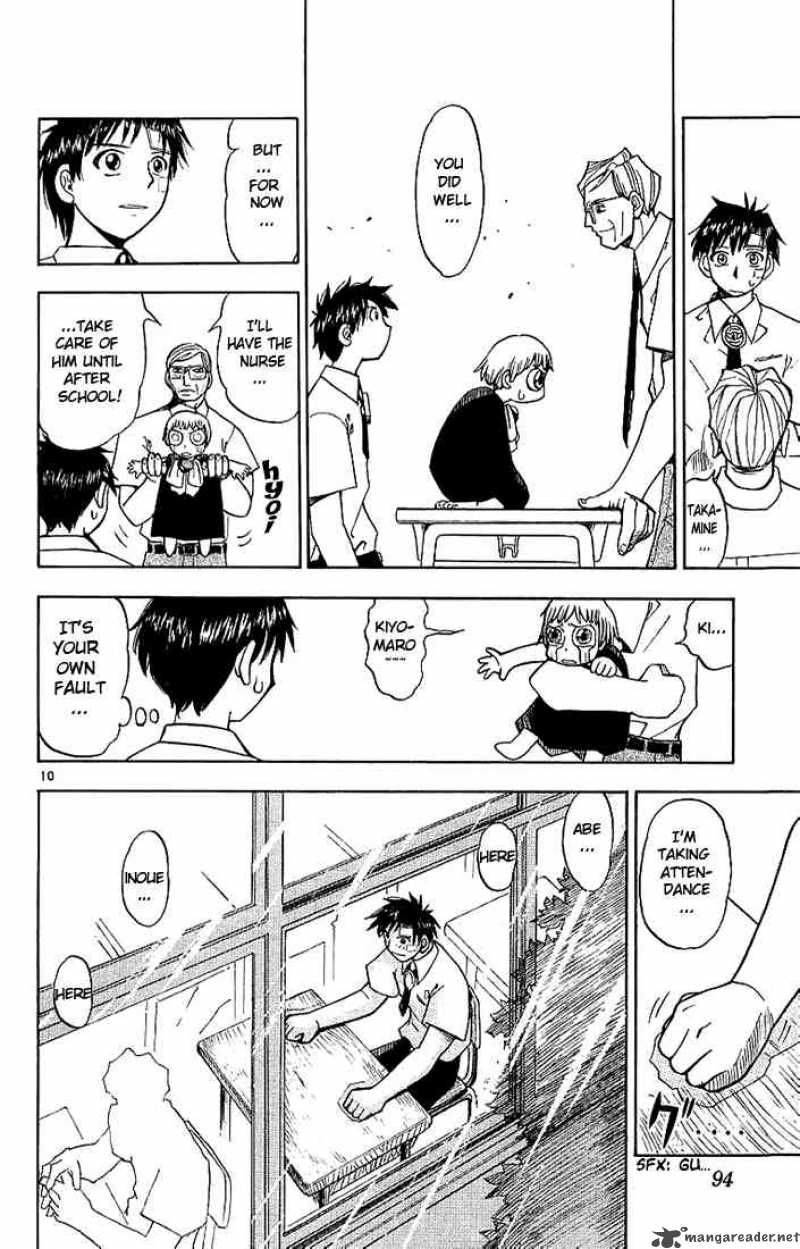 TAKA-
MINE
...
YOU
DID
WELL
...
BUT
...
FOR
NOW
...
I'LL
HAVE THE
NURSE
...
...TAKE
CARE OF
HIM UNTIL
AFTER
SCHOOL!
hyoi
KI...
KIYO-
MARO
~~~
IT'S
YOUR
OWN
FAULT
...
10
I'M
TAKING
ATTEN-
DANCE
...
グ....
SFX: GU...
94
ABE
...
HERE
INOUE
...
HERE
mangareader.net